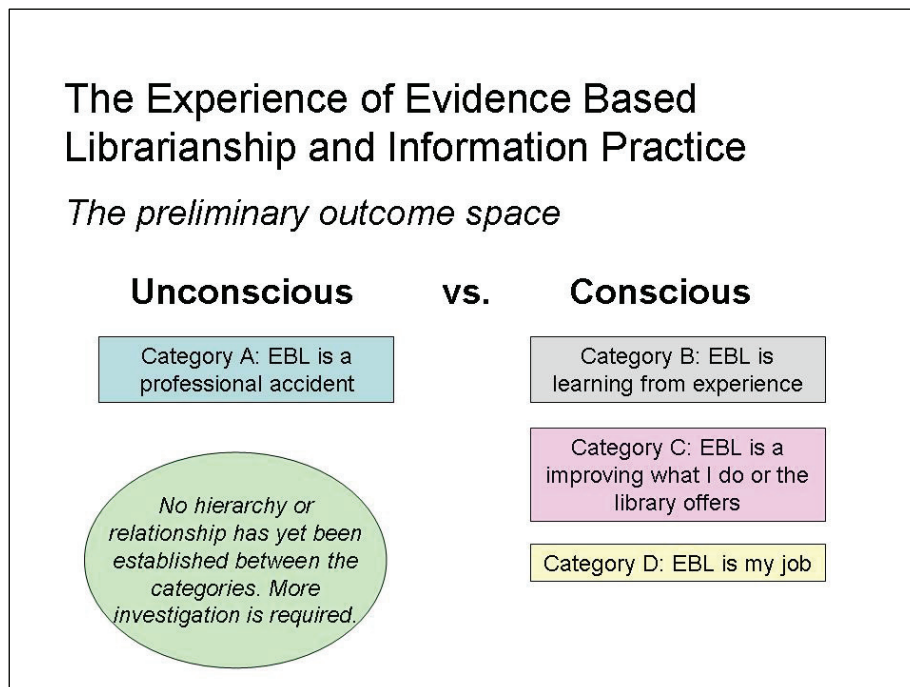 The Experience of Evidence Based
Librarianship and Information Practice
The preliminary outcome space
Unconscious vs. Conscious
Category A: EBL is a
professional accident
Category B: EBL is
learning from experience
Category C: EBL is a
improving what I do or the
library offers
No hierarchy or
relationship has yet been
established between the
categories. More
investigation is required.
Category D: EBL is my job